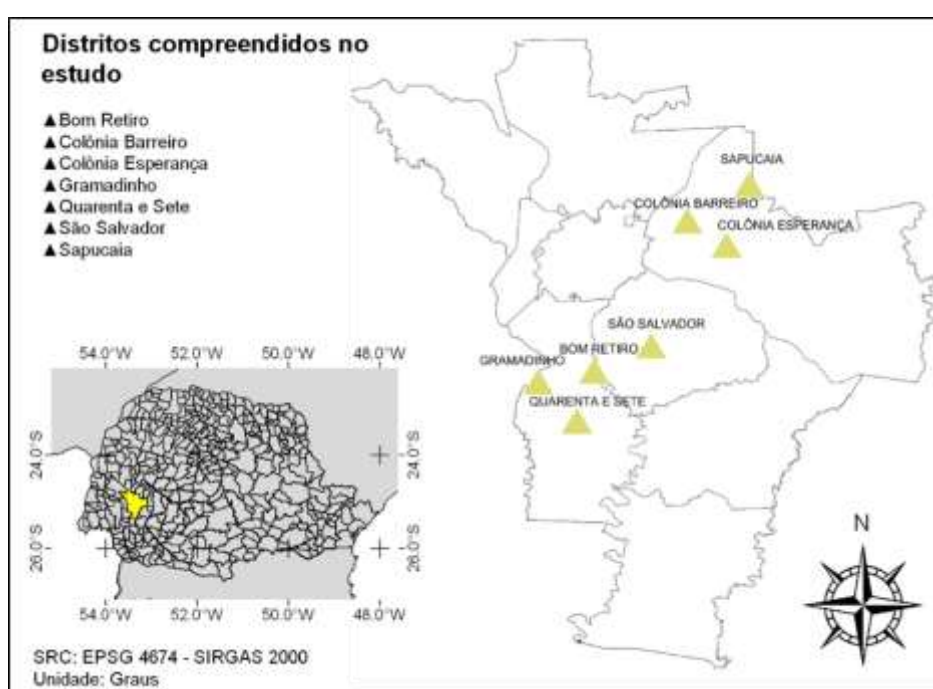 Distritos compreendidos no
estudo
▲Bom Retiro
▲Colônia Barreiro
▲Colônia Esperança
▲Gramadinho
▲Quarenta e Sete
▲São Salvador
▲Sapucaia
SAPUCAIA
COLÔNIA BARREIRO
COLÔNIA ESPERANÇA
SÃO SALVADOR
BOM RETIRO
GRAMADINHO
QUARENTA E SETE
54.0°W 52.0°W 50.0°W 48.0°W
24.0°S 24.0°S
26.0°S 26.0°S
54.0°W 52.0°W 50.0°W 48.0°W
N
SRC: EPSG 4674 - SIRGAS 2000
Unidade: Graus